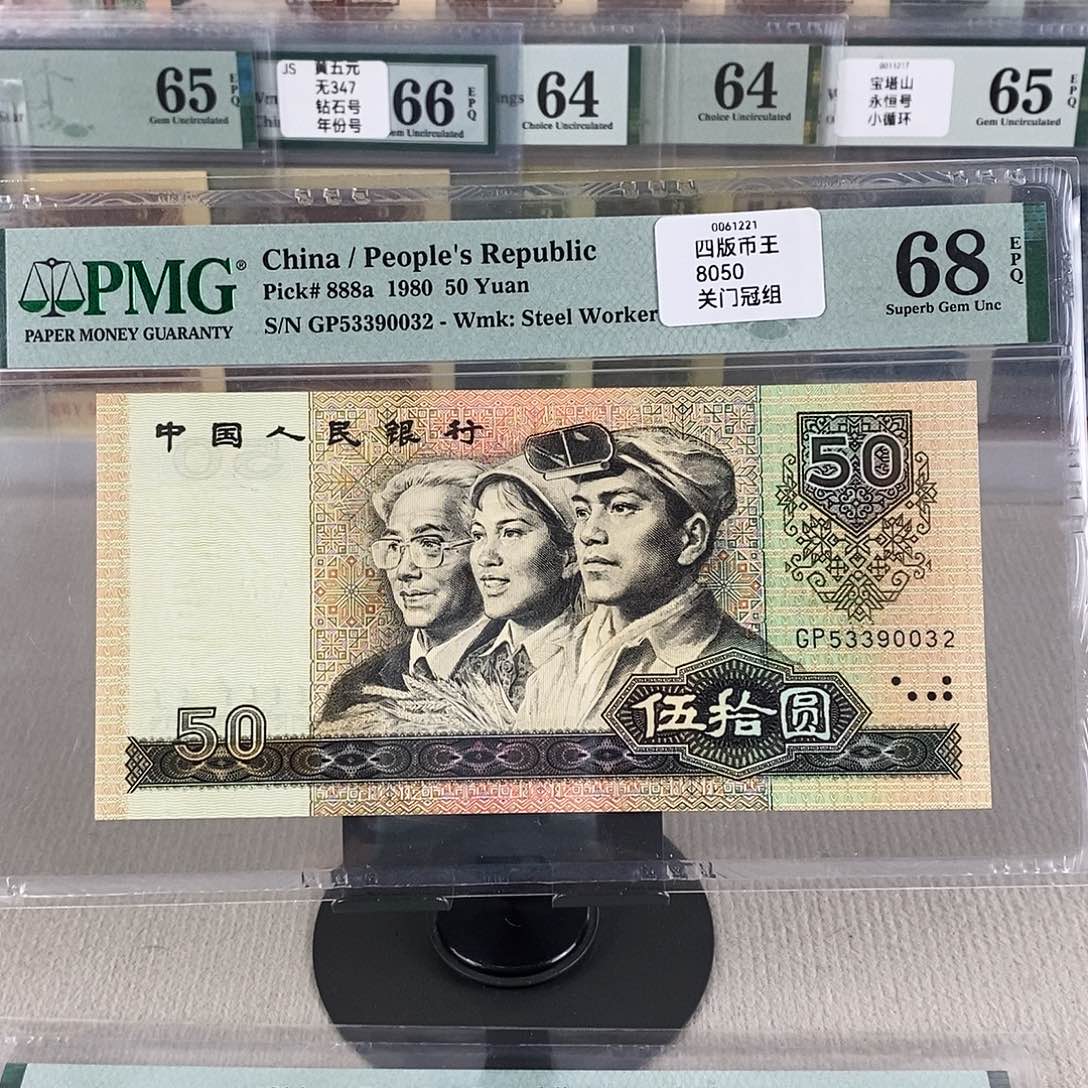 65 EPQ
Gem Uncirculated
JS 真五元
无347
钻石号
年份号
66 EPQ
Gem Uncirculated
64
Choice Uncirculated
64
Choice Uncirculated
0011217
宝塔山
永恒号
小循环
65 EPQ
Gem Uncirculated
PMG®
PAPER MONEY GUARANTY
China / People's Republic
Pick# 888a 1980 50 Yuan
S/N GP53390032 - Wmk: Steel Worker
0061221
四版币王
8050
关门冠组
68 EPQ
Superb Gem Unc
中国人民银行
50
GP53390032
50
伍拾圆